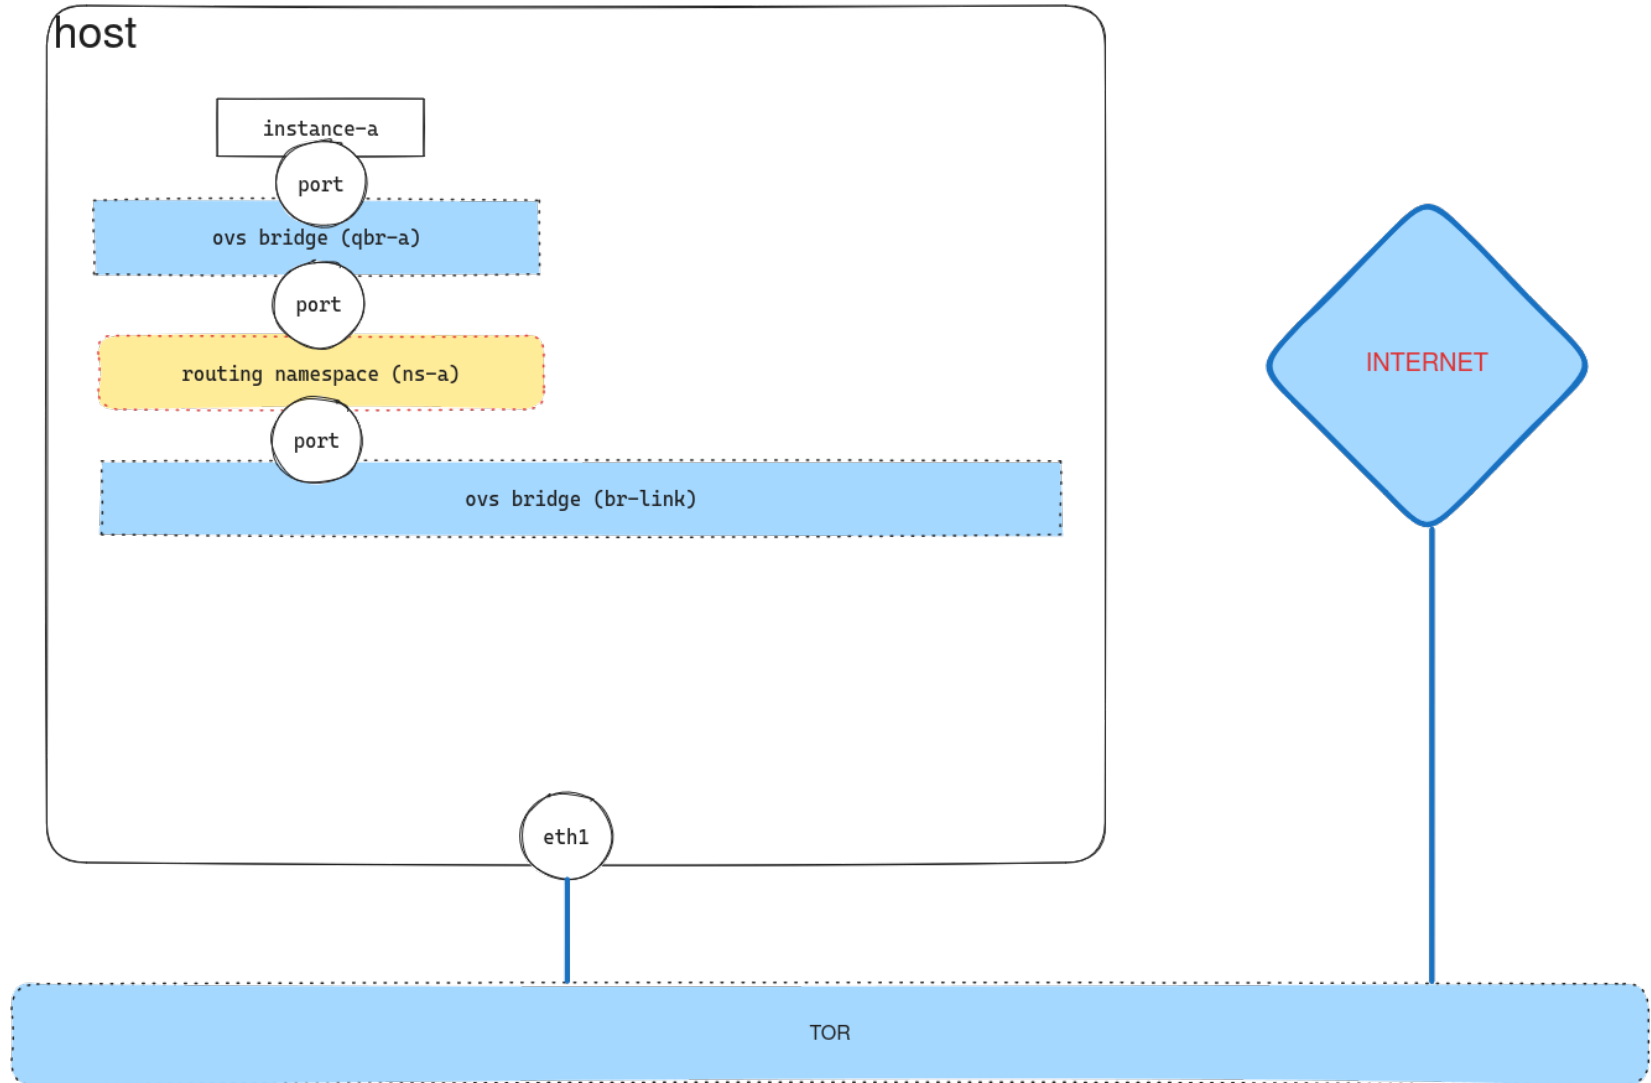 host
instance-a
port
ovs bridge (qbr-a)
port
routing namespace (ns-a)
port
ovs bridge (br-link)
INTERNET
eth1
TOR